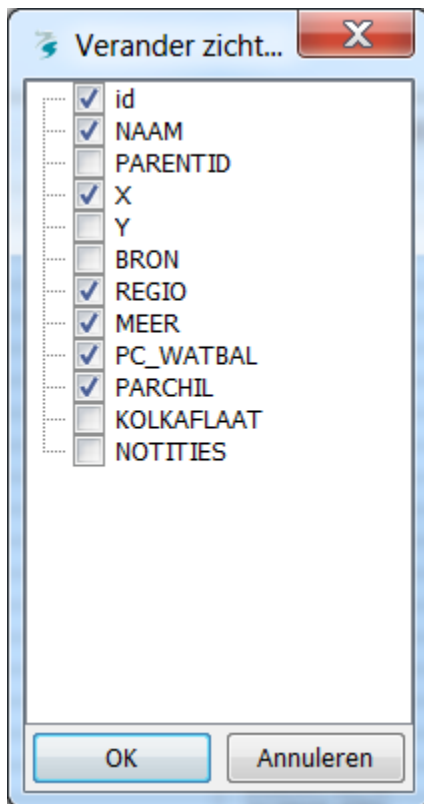 Verander zicht...
id
NAAM
PARENTID
X
Y
BRON
REGIO
MEER
PC_WATBAL
PARCHIL
KOLKAFLAAT
NOTITIES
OK
Annuleren